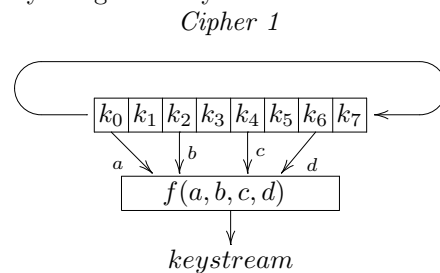 Cipher 1
k₀ k₁ k₂ k₃ k₄ k₅ k₆ k₇
a b c d
f(a, b, c, d)
keystream